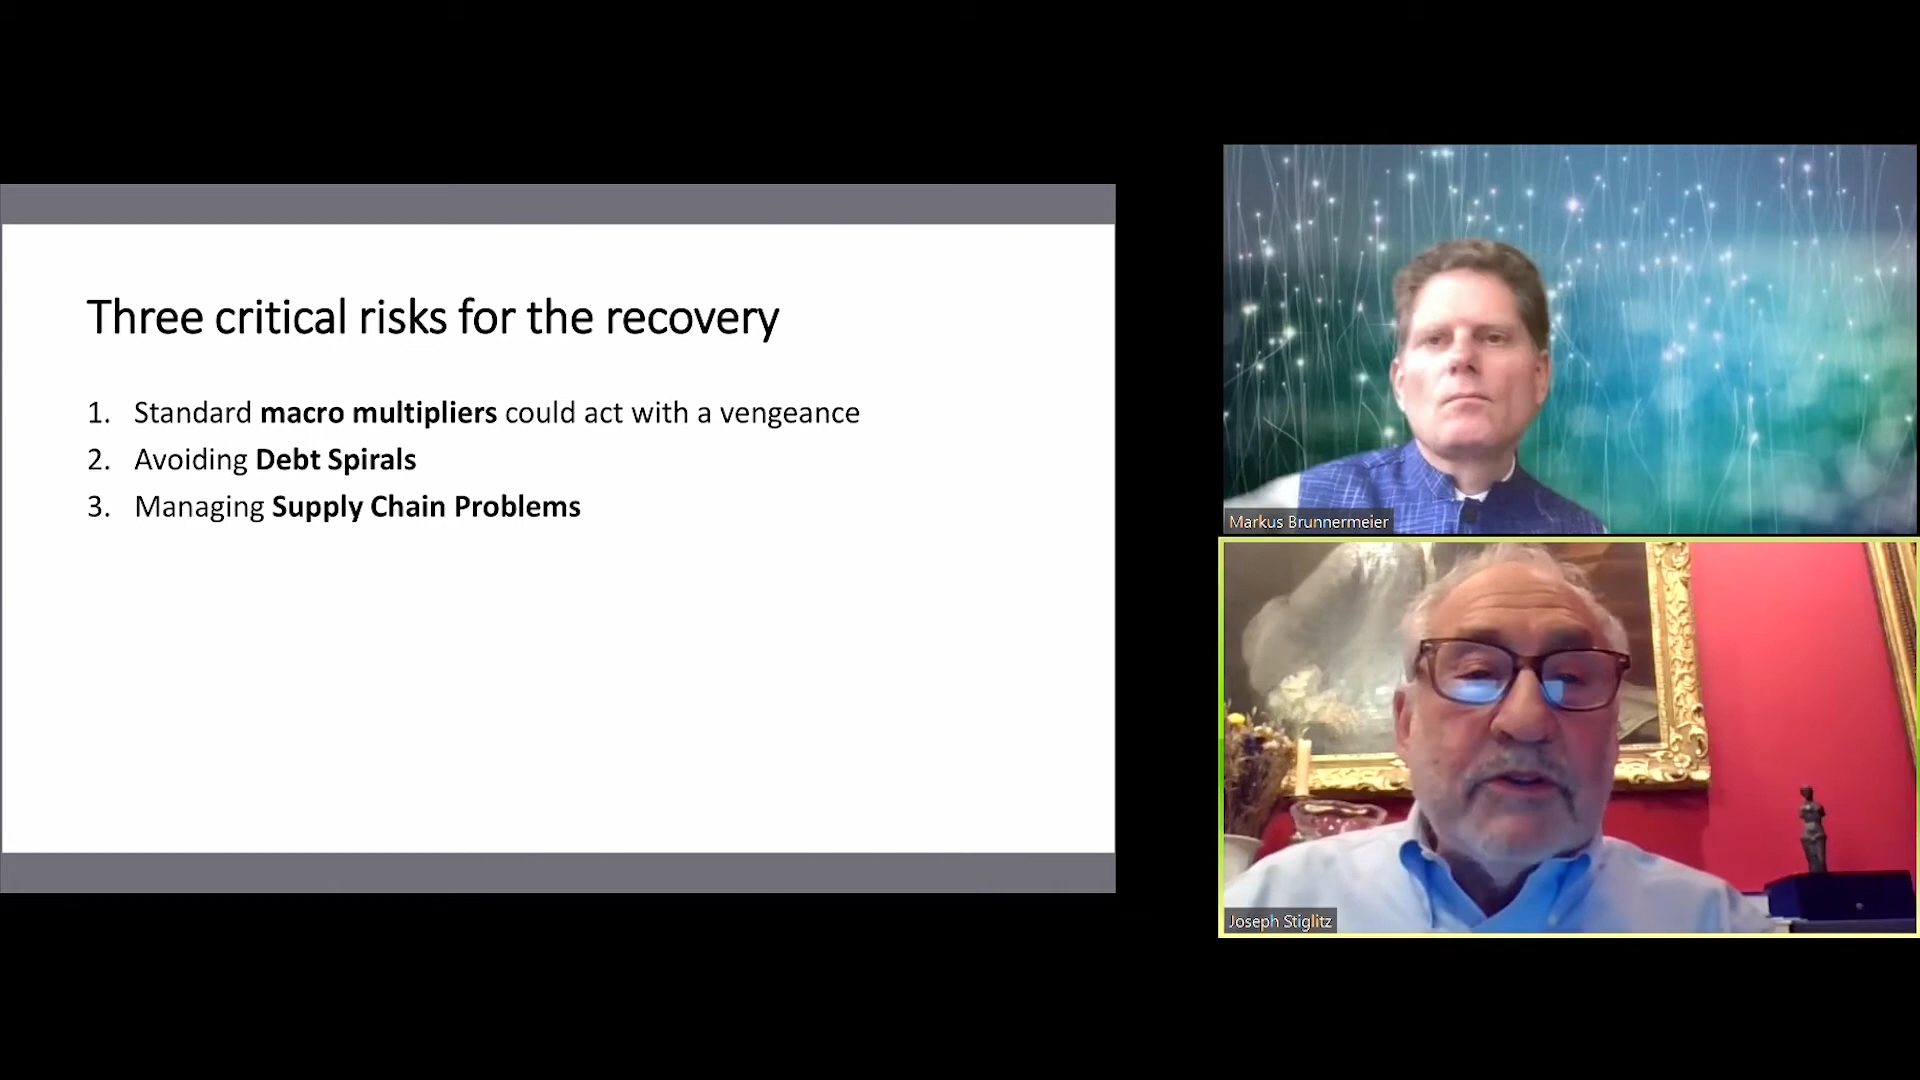 Three critical risks for the recovery
1. Standard macro multipliers could act with a vengeance
2. Avoiding Debt Spirals
3. Managing Supply Chain Problems
Markus Brunnermeier
Joseph Stiglitz